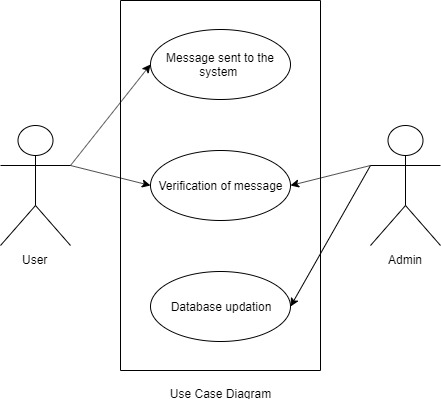 Message sent to the
system
Verification of message
User
Admin
Database updation
Use Case Diagram